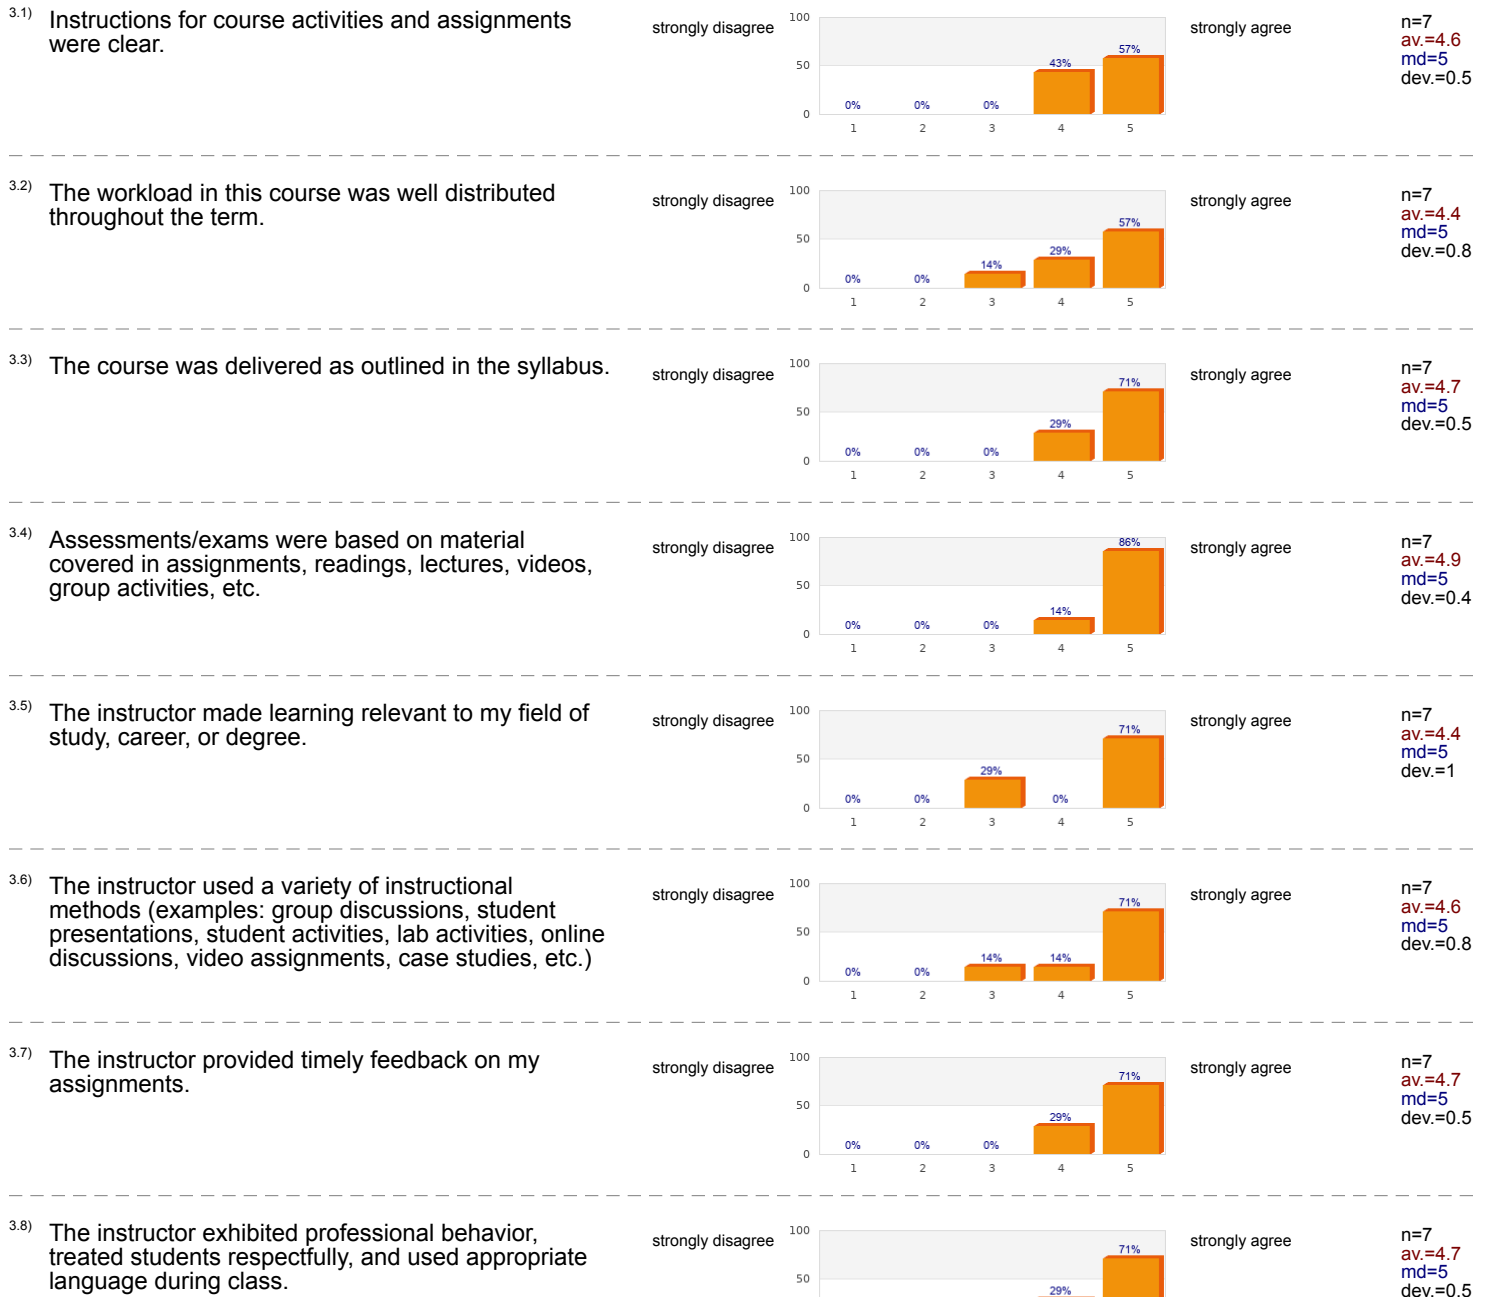 3.1) Instructions for course activities and assignments
were clear.
strongly disagree
100
50
0
0%
0%
0%
43%
57%
1 2 3 4 5
strongly agree
n=7
av.=4.6
md=5
dev.=0.5
3.2) The workload in this course was well distributed
throughout the term.
strongly disagree
100
50
0
0%
0%
14%
29%
57%
1 2 3 4 5
strongly agree
n=7
av.=4.4
md=5
dev.=0.8
3.3) The course was delivered as outlined in the syllabus.
strongly disagree
100
50
0
0%
0%
0%
29%
71%
1 2 3 4 5
strongly agree
n=7
av.=4.7
md=5
dev.=0.5
3.4) Assessments/exams were based on material
covered in assignments, readings, lectures, videos,
group activities, etc.
strongly disagree
100
50
0
0%
0%
0%
14%
86%
1 2 3 4 5
strongly agree
n=7
av.=4.9
md=5
dev.=0.4
3.5) The instructor made learning relevant to my field of
study, career, or degree.
strongly disagree
100
50
0
0%
0%
29%
0%
71%
1 2 3 4 5
strongly agree
n=7
av.=4.4
md=5
dev.=1
3.6) The instructor used a variety of instructional
methods (examples: group discussions, student
presentations, student activities, lab activities, online
discussions, video assignments, case studies, etc.)
strongly disagree
100
50
0
0%
0%
14%
14%
71%
1 2 3 4 5
strongly agree
n=7
av.=4.6
md=5
dev.=0.8
3.7) The instructor provided timely feedback on my
assignments.
strongly disagree
100
50
0
0%
0%
0%
29%
71%
1 2 3 4 5
strongly agree
n=7
av.=4.7
md=5
dev.=0.5
3.8) The instructor exhibited professional behavior,
treated students respectfully, and used appropriate
language during class.
strongly disagree
100
50
29%
71%
strongly agree
n=7
av.=4.7
md=5
dev.=0.5